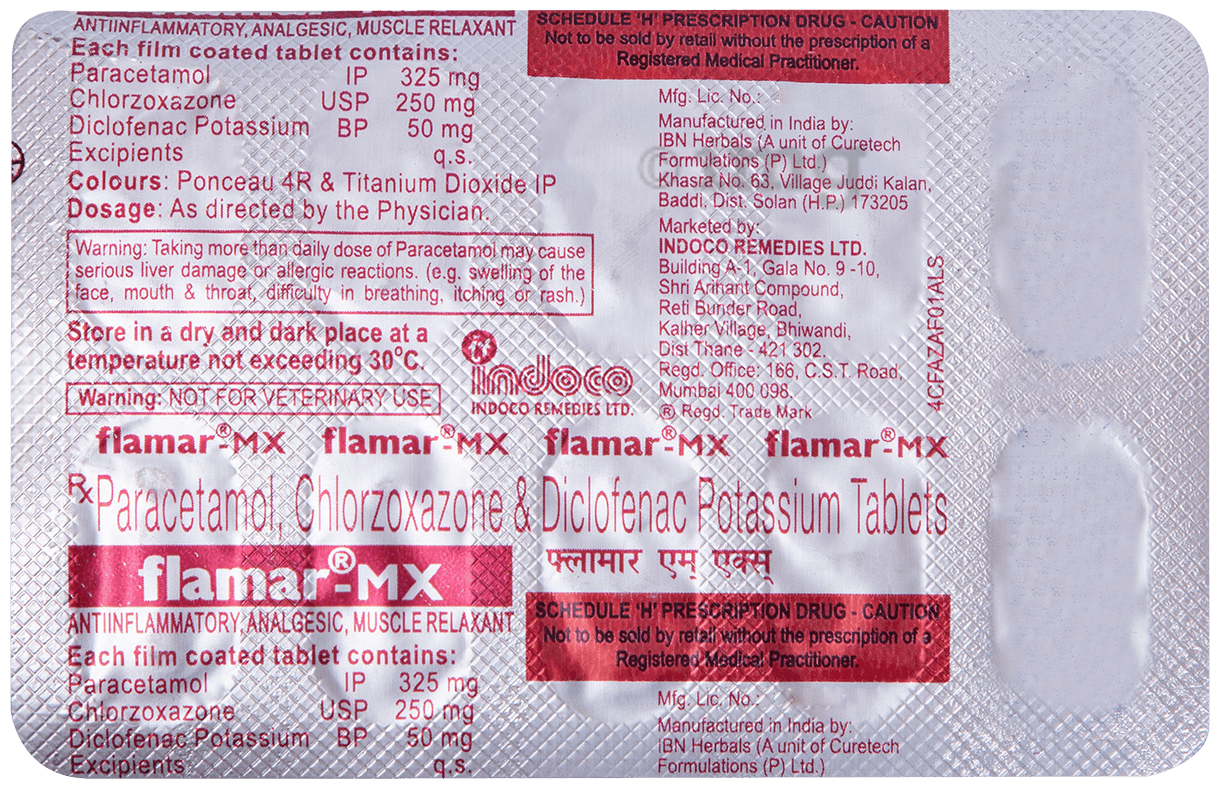 ANTIINFLAMMATORY, ANALGESIC, MUSCLE RELAXANT
Each film coated tablet contains:
Paracetamol IP 325 mg
Chlorzoxazone USP 250 mg
Diclofenac Potassium BP 50 mg
Excipients q.s.
Colours: Ponceau 4R & Titanium Dioxide IP
Dosage: As directed by the Physician.
Warning: Taking more than daily dose of Paracetamol may cause
serious liver damage or allergic reactions. (e.g. swelling of the
face, mouth & throat, difficulty in breathing, itching or rash.)
Store in a dry and dark place at a
temperature not exceeding 30°C.
Warning: NOT FOR VETERINARY USE
indoco
INDOCO REMEDIES LTD.
SCHEDULE 'H' PRESCRIPTION DRUG - CAUTION
Not to be sold by retail without the prescription of a
Registered Medical Practitioner.
Mfg. Lic. No.:
Manufactured in India by:
IBN Herbals (A unit of Curetech
Formulations (P) Ltd.)
Khasra No. 63, Village Juddi Kalan,
Baddi, Dist. Solan (H.P.) 173205
Marketed by:
INDOCO REMEDIES LTD.
Building A-1, Gala No. 9 -10,
Shri Arihant Compound,
Reti Bunder Road,
Kalher Village, Bhiwandi,
Dist Thane - 421 302.
Regd. Office: 166, C.S.T. Road,
Mumbai 400 098.
® Regd. Trade Mark
4CFAZAF01ALS
flamar®-MX flamar®-MX flamar®-MX flamar®-MX
Rx Paracetamol, Chlorzoxazone & Diclofenac Potassium Tablets
flamar®-MX
फ्लामार एम् एक्स्
ANTIINFLAMMATORY, ANALGESIC, MUSCLE RELAXANT
Each film coated tablet contains:
Paracetamol IP 325 mg
Chlorzoxazone USP 250 mg
Diclofenac Potassium BP 50 mg
Excipients q.s.
SCHEDULE 'H' PRESCRIPTION DRUG - CAUTION
Not to be sold by retail without the prescription of a
Registered Medical Practitioner.
Mfg. Lic. No.:
Manufactured in India by:
IBN Herbals (A unit of Curetech
Formulations (P) Ltd.)